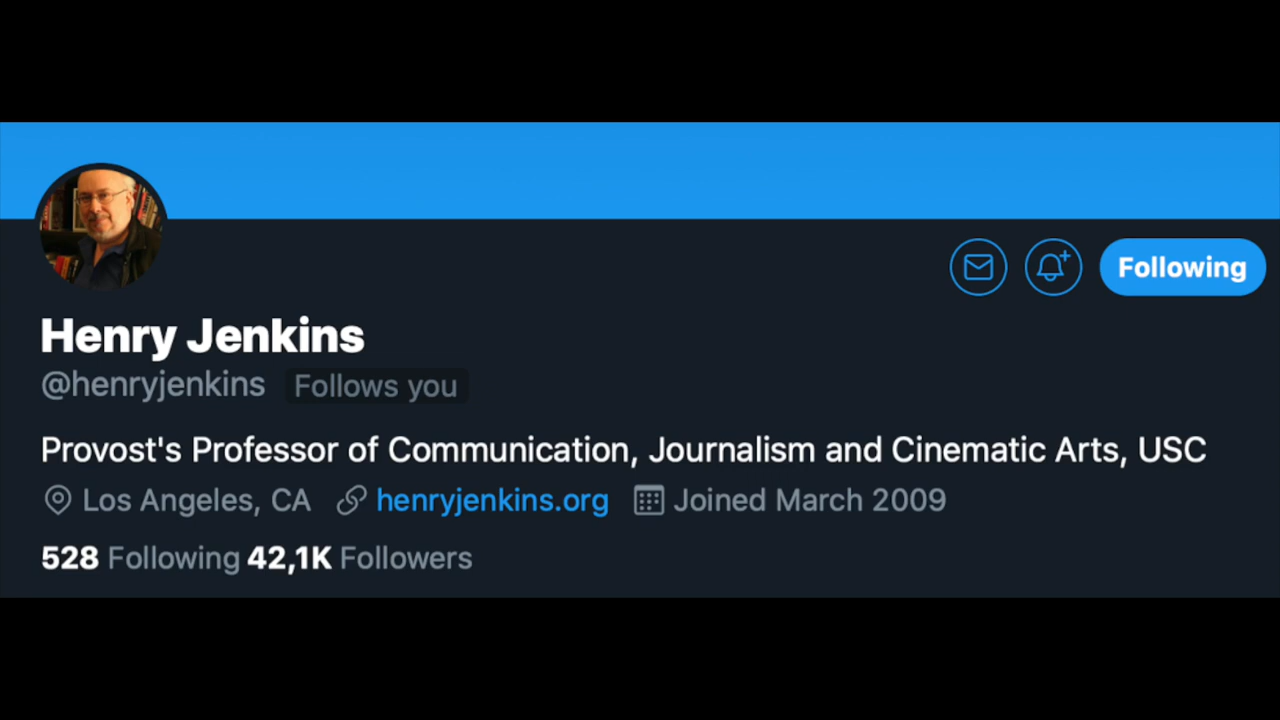 Following
Henry Jenkins
@henryjenkins Follows you
Provost's Professor of Communication, Journalism and Cinematic Arts, USC
Los Angeles, CA henryjenkins.org Joined March 2009
528 Following 42,1K Followers